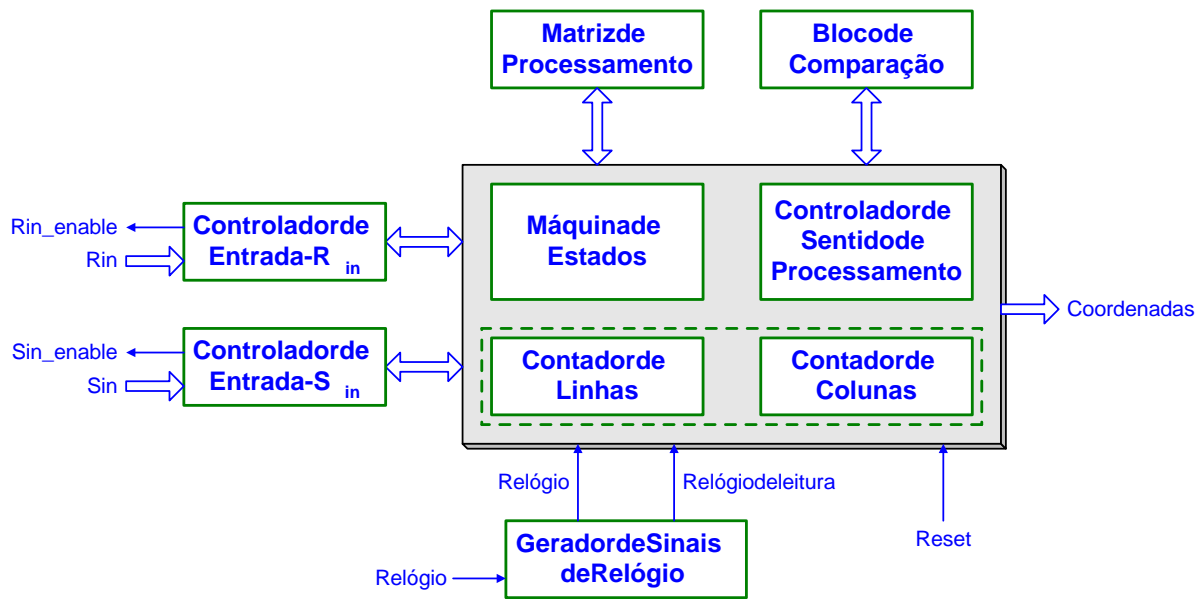 Matrizde
Processamento
Blocode
Comparação
Rin_enable
Rin
Controladorde
Entrada-R in
Máquinade
Estados
Controladorde
Sentidode
Processamento
Coordenadas
Sin_enable
Sin
Controladorde
Entrada-S in
Contadorde
Linhas
Contadorde
Colunas
Relógio
Relógiodeleitura
Reset
Relógio
GeradordeSinais
deRelógio